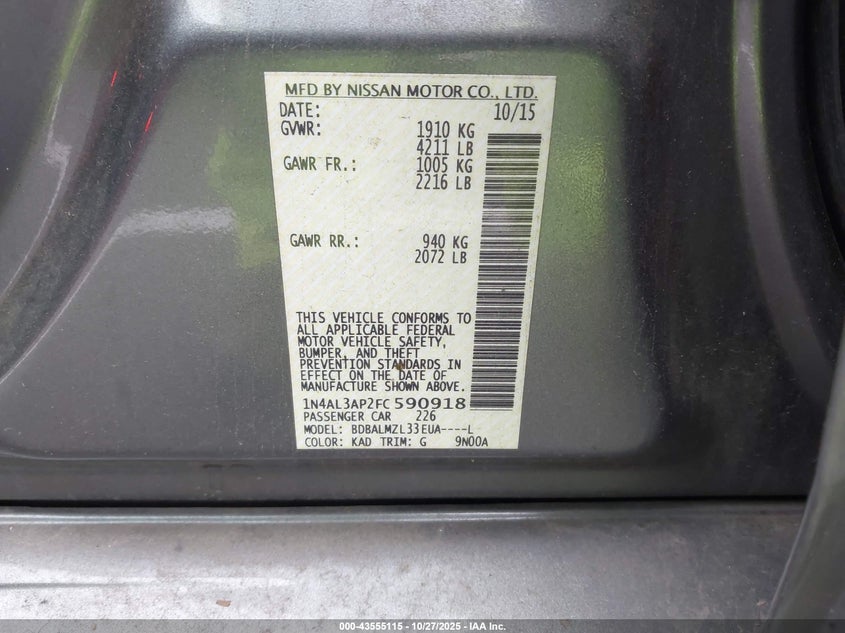 MFD BY NISSAN MOTOR CO., LTD.
DATE: 10/15
GVWR: 1910 KG
4211 LB
GAWR FR.: 1005 KG
2216 LB
GAWR RR.: 940 KG
2072 LB
THIS VEHICLE CONFORMS TO
ALL APPLICABLE FEDERAL
MOTOR VEHICLE SAFETY,
BUMPER, AND THEFT
PREVENTION STANDARDS IN
EFFECT ON THE DATE OF
MANUFACTURE SHOWN ABOVE.
1N4AL3AP2FC590918
PASSENGER CAR 226
MODEL: BDBALMZL33EUA----L
COLOR: KAD TRIM: G 9N00A
000-43555115 - 10/27/2025 - IAA Inc.